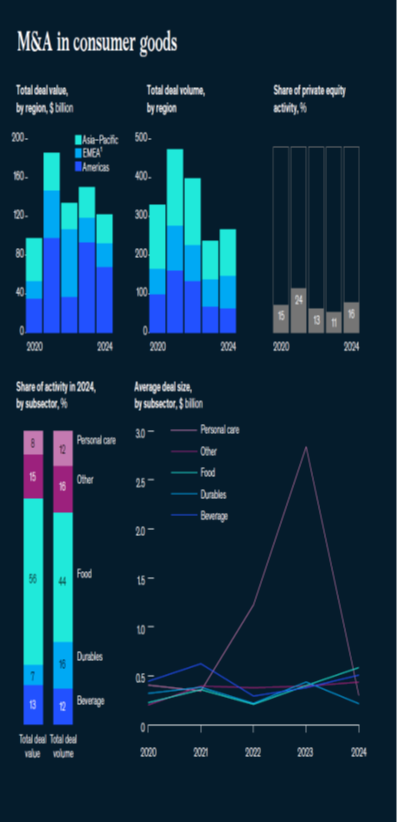 M&A in consumer goods
Total deal value,
by region, $ billion
200
160
120
80
40
0
Asia–Pacific
EMEA¹
Americas
2020
2024
Total deal volume,
by region
500
400
300
200
100
0
2020
2024
Share of private equity
activity, %
15
24
13
11
16
2020
2024
Share of activity in 2024,
by subsector, %
8
15
56
7
13
12
16
44
16
12
Personal care
Other
Food
Durables
Beverage
Total deal
value
Total deal
volume
Average deal size,
by subsector, $ billion
3.0
2.5
2.0
1.5
1.0
0.5
0
Personal care
Other
Food
Durables
Beverage
2020
2021
2022
2023
2024